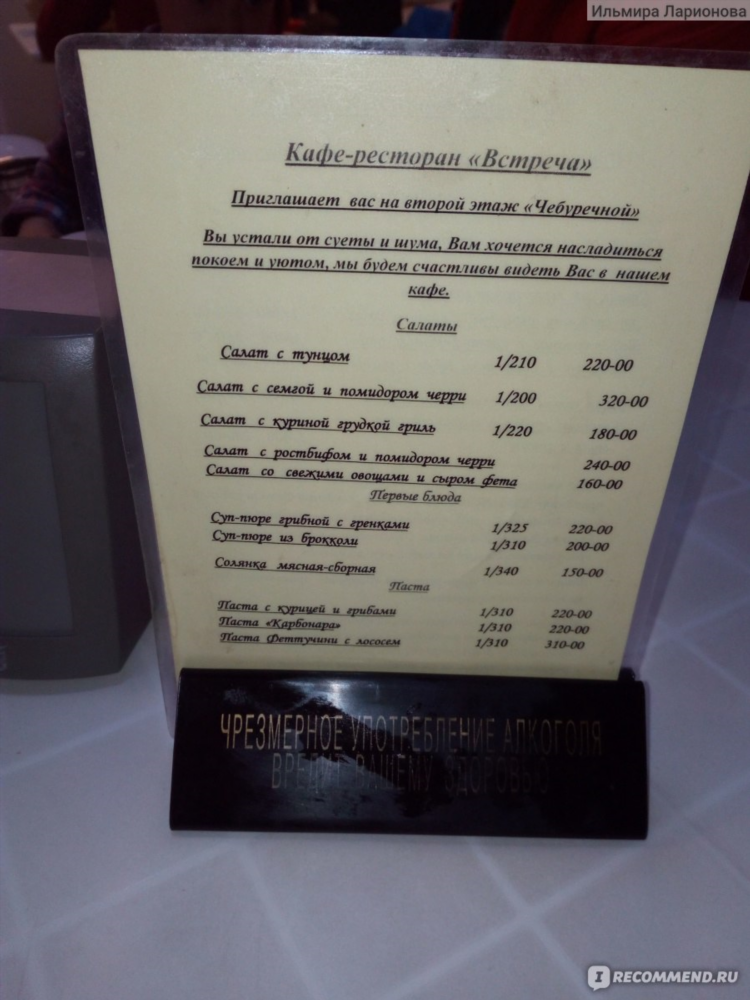 Ильмира Ларионова
Кафе-ресторан «Встреча»
Приглашает вас на второй этаж «Чебуречной»
Вы устали от суеты и шума, Вам хочется насладиться
покоем и уютом, мы будем счастливы видеть Вас в нашем
кафе.
Салаты
Салат с тунцом 1/210 220-00
Салат с семгой и помидором черри 1/200 320-00
Салат с куриной грудкой гриль 1/220 180-00
Салат с ростбифом и помидором черри 240-00
Салат со свежими овощами и сыром фета 160-00
Первые блюда
Суп-пюре грибной с гренками 1/325 220-00
Суп-пюре из брокколи 1/310 200-00
Солянка мясная-сборная 1/340 150-00
Паста
Паста с курицей и грибами 1/310 220-00
Паста «Карбонара» 1/310 220-00
Паста Феттучини с лососем 1/310 310-00
ЧРЕЗМЕРНОЕ УПОТРЕБЛЕНИЕ АЛКОГОЛЯ
ВРЕДИТ ВАШЕМУ ЗДОРОВЬЮ
I RECOMMEND.RU